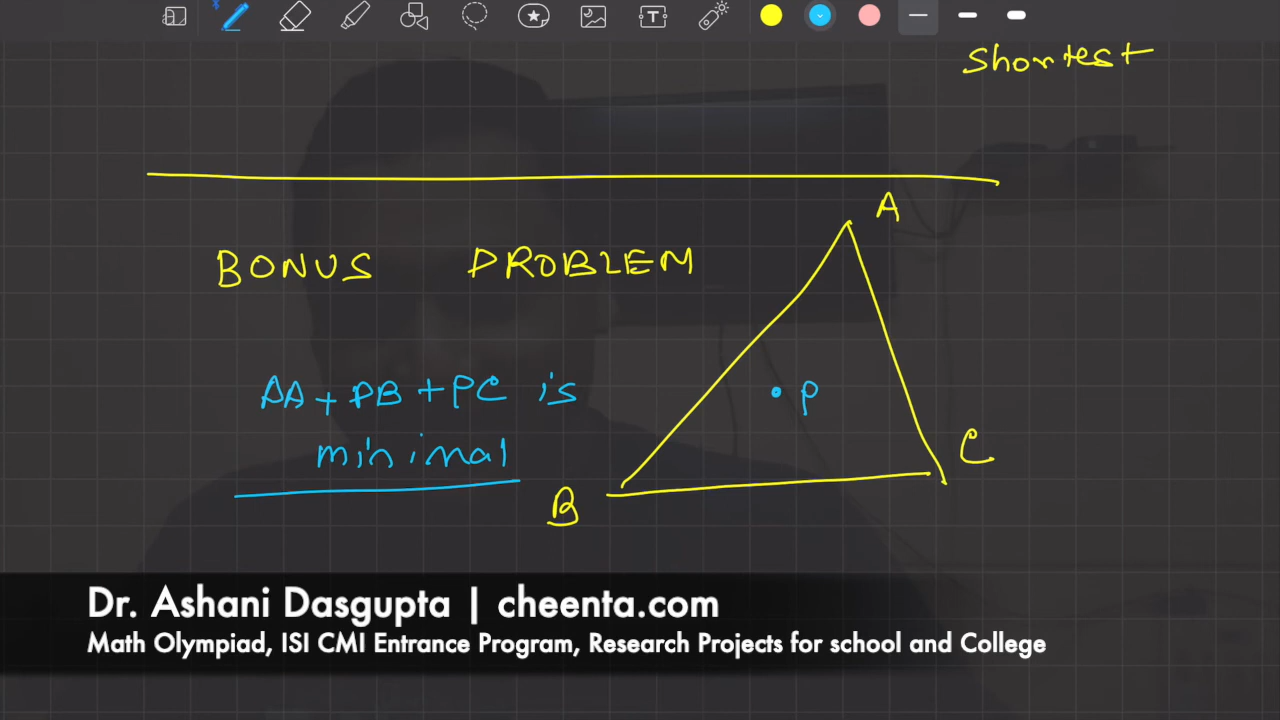 Shortest
A
BONUS PROBLEM
PA + PB + PC is
minimal
P
C
B
Dr. Ashani Dasgupta | cheenta.com
Math Olympiad, ISI CMI Entrance Program, Research Projects for school and College